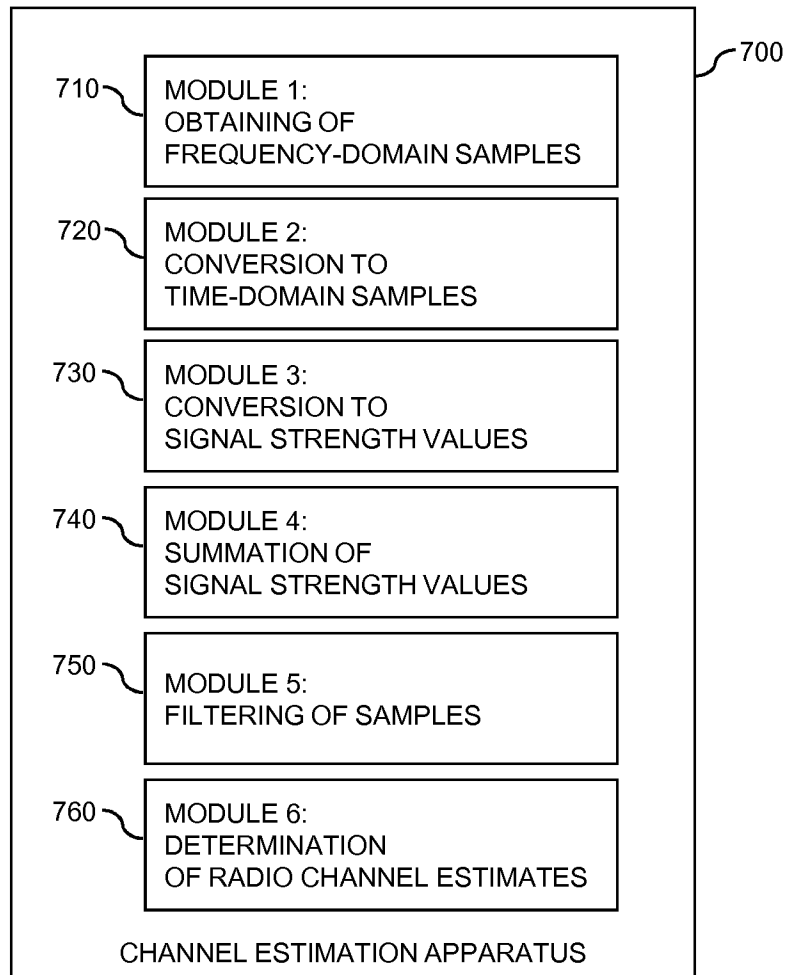 700
710
MODULE 1:
OBTAINING OF
FREQUENCY-DOMAIN SAMPLES
720
MODULE 2:
CONVERSION TO
TIME-DOMAIN SAMPLES
730
MODULE 3:
CONVERSION TO
SIGNAL STRENGTH VALUES
740
MODULE 4:
SUMMATION OF
SIGNAL STRENGTH VALUES
750
MODULE 5:
FILTERING OF SAMPLES
760
MODULE 6:
DETERMINATION
OF RADIO CHANNEL ESTIMATES
CHANNEL ESTIMATION APPARATUS